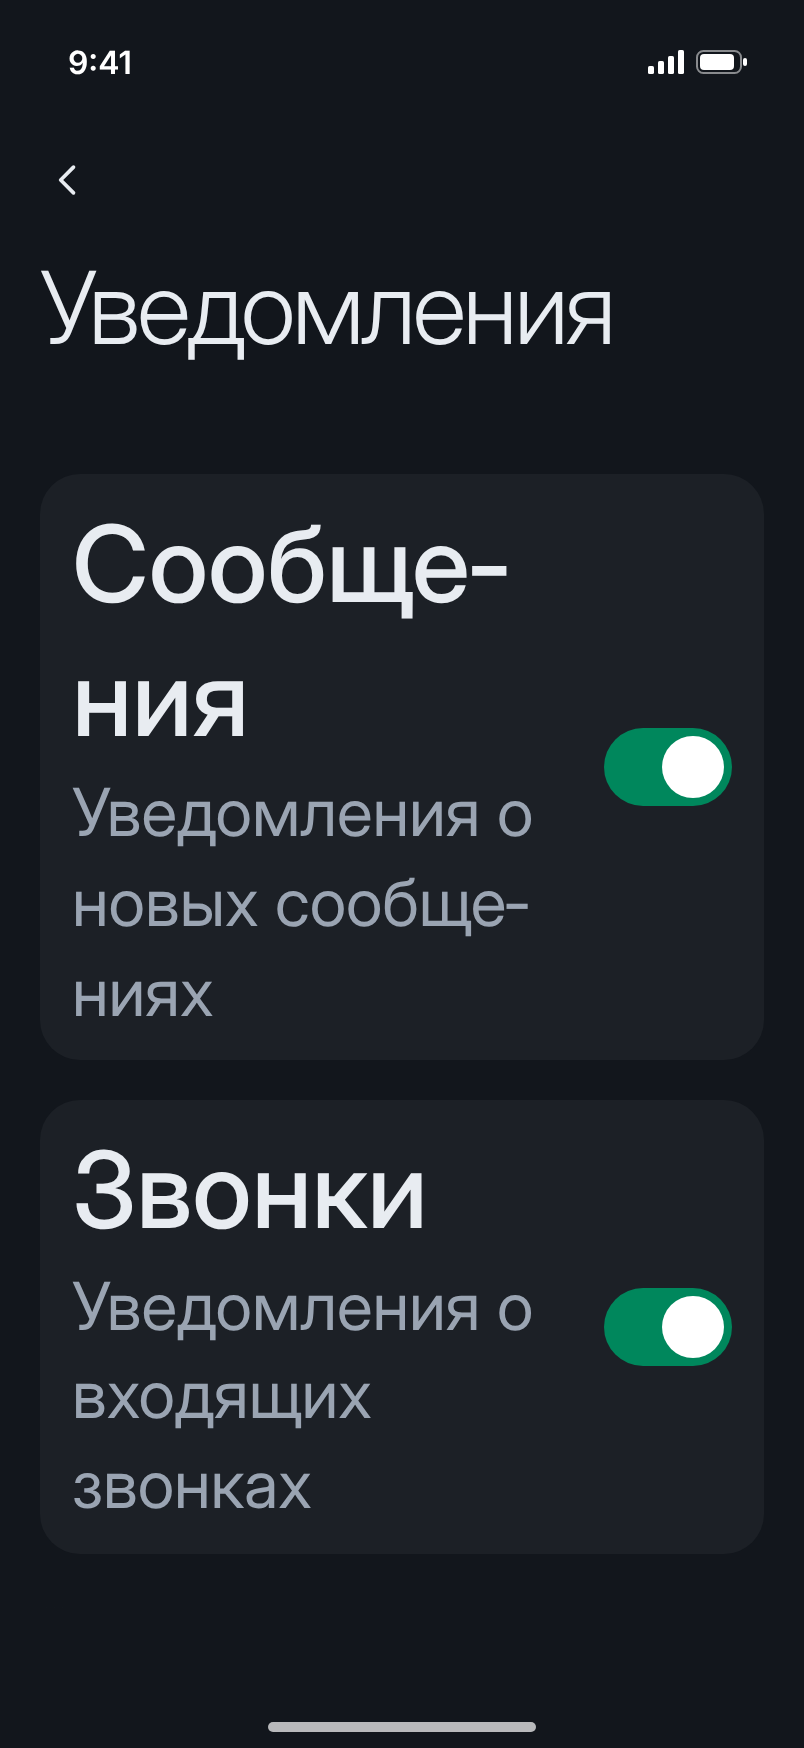 9:41
Уведомления
Сообще-
ния
Уведомления о
новых сообще-
ниях
Звонки
Уведомления о
входящих
звонках